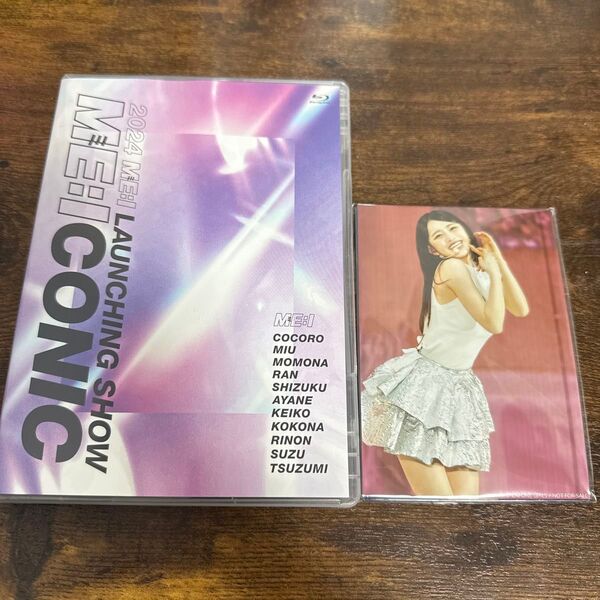 2024 ME:I LAUNCHING SHOW
ME:ICONIC
ME:I
COCORO
MIU
MOMONA
RAN
SHIZUKU
AYANE
KEIKO
KOKONA
RINON
SUZU
TSUZUMI